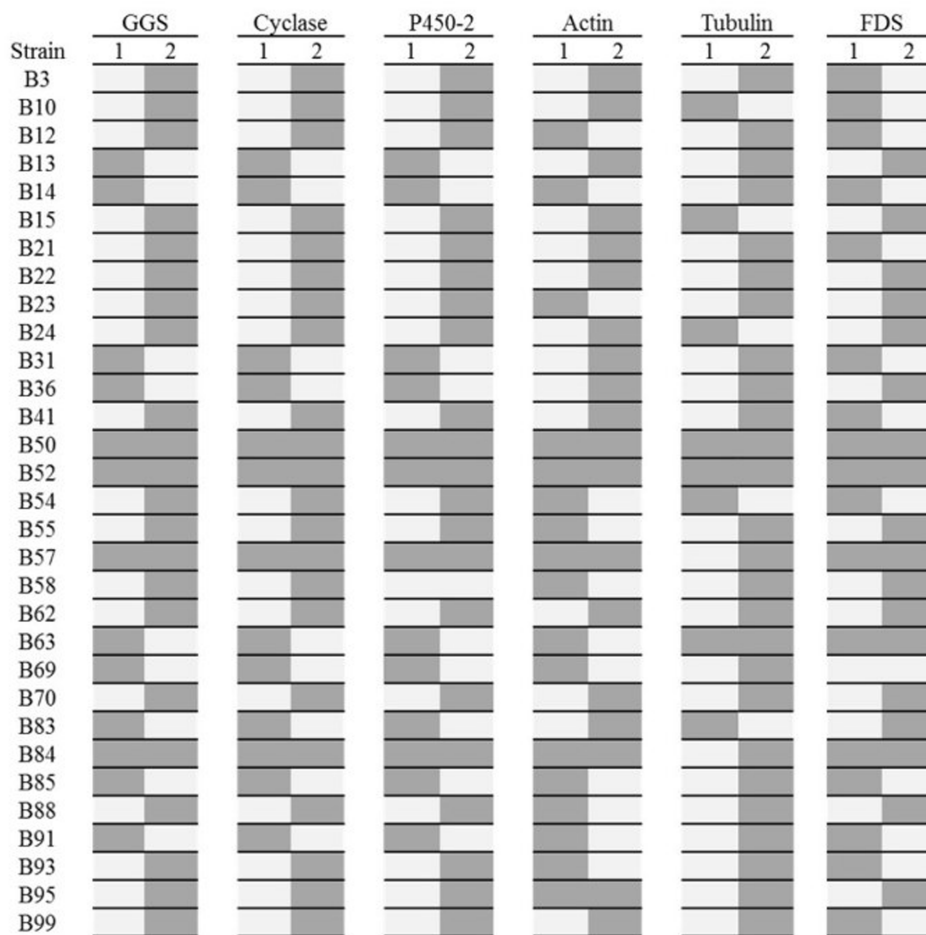 GGS Cyclase P450-2 Actin Tubulin FDS
Strain 1 2 1 2 1 2 1 2 1 2 1 2
B3
B10
B12
B13
B14
B15
B21
B22
B23
B24
B31
B36
B41
B50
B52
B54
B55
B57
B58
B62
B63
B69
B70
B83
B84
B85
B88
B91
B93
B95
B99